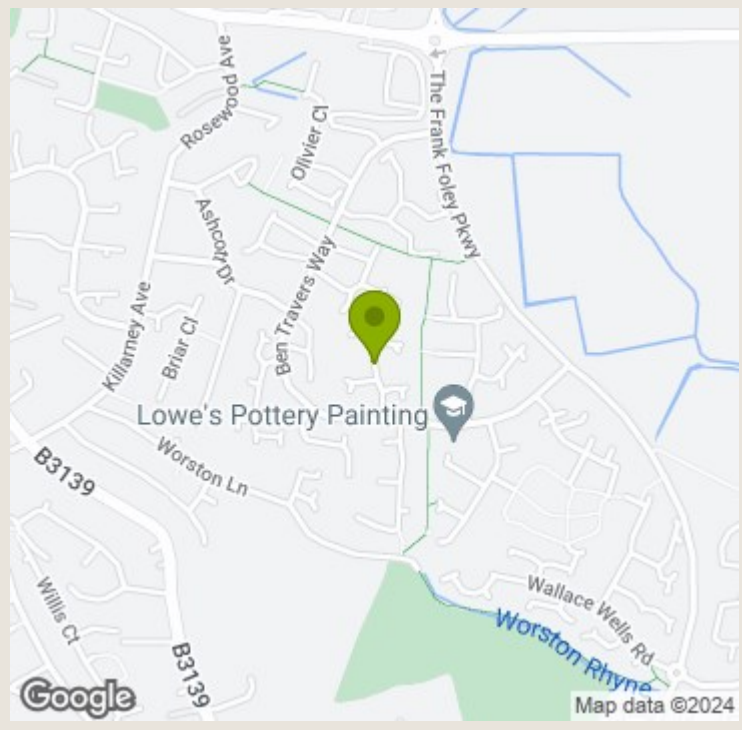 Rosewood Ave
The Frank Foley Pkwy
Olivier Cl
Ashcott Dr
Ben Travers Way
Killarney Ave
Briar Cl
Lowe's Pottery Painting
B3139
Worston Ln
Willis Ct
Wallace Wells Rd
Worston Rhyne
B3139
Google
Map data ©2024